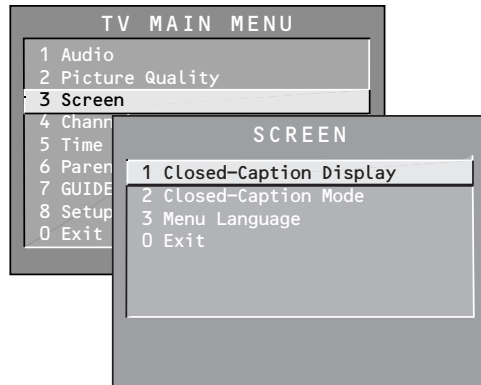 TV MAIN MENU
1 Audio
2 Picture Quality
3 Screen
4 Chann
5 Time
6 Paren
7 GUIDE
8 Setup
0 Exit
SCREEN
1 Closed-Caption Display
2 Closed-Caption Mode
3 Menu Language
0 Exit